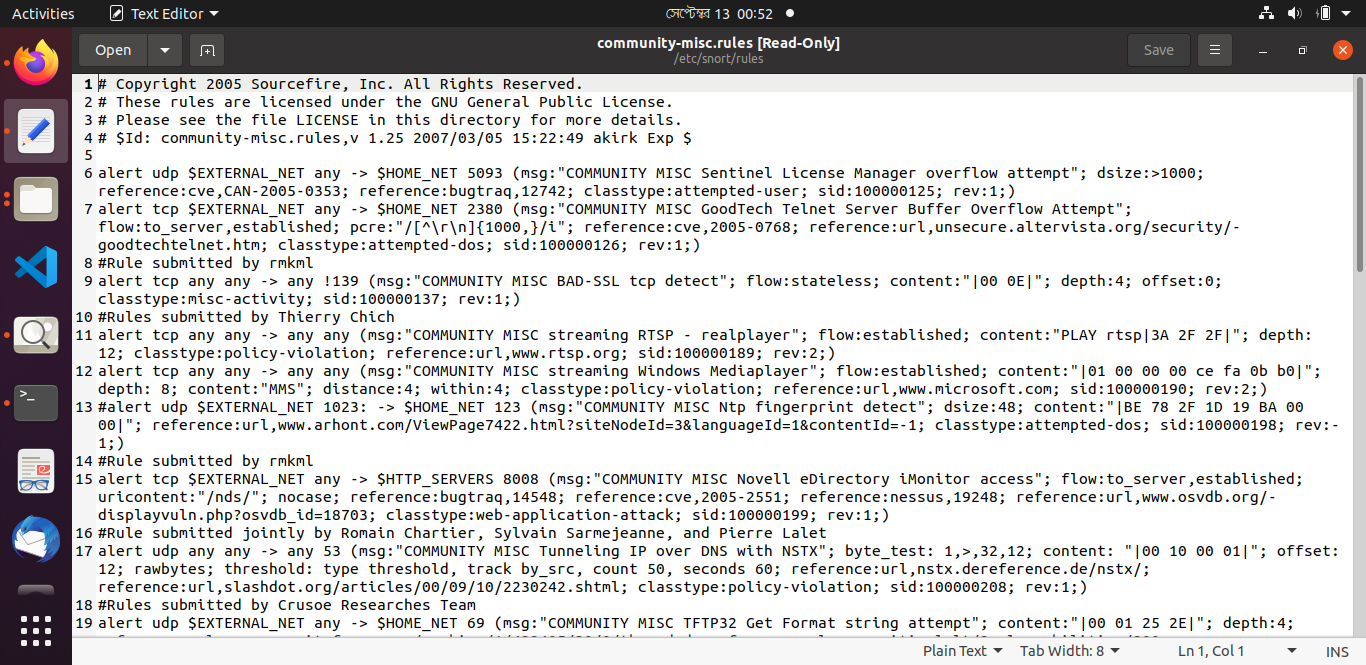 Activities Text Editor সেপ্টেম্বর 13 00:52
Open Save
community-misc.rules [Read-Only]
/etc/snort/rules
1 # Copyright 2005 Sourcefire, Inc. All Rights Reserved.
2 # These rules are licensed under the GNU General Public License.
3 # Please see the file LICENSE in this directory for more details.
4 # $Id: community-misc.rules,v 1.25 2007/03/05 15:22:49 akirk Exp $
5
6 alert udp $EXTERNAL_NET any -> $HOME_NET 5093 (msg:"COMMUNITY MISC Sentinel License Manager overflow attempt"; dsize:>1000;
reference:cve,CAN-2005-0353; reference:bugtraq,12742; classtype:attempted-user; sid:100000125; rev:1;)
7 alert tcp $EXTERNAL_NET any -> $HOME_NET 2380 (msg:"COMMUNITY MISC GoodTech Telnet Server Buffer Overflow Attempt";
flow:to_server,established; pcre:"/[^\r\n]{1000,}/i"; reference:cve,2005-0768; reference:url,unsecure.altervista.org/security/-
goodtechtelnet.htm; classtype:attempted-dos; sid:100000126; rev:1;)
8 #Rule submitted by rmkml
9 alert tcp any any -> any !139 (msg:"COMMUNITY MISC BAD-SSL tcp detect"; flow:stateless; content:"|00 0E|"; depth:4; offset:0;
classtype:misc-activity; sid:100000137; rev:1;)
10 #Rules submitted by Thierry Chich
11 alert tcp any any -> any any (msg:"COMMUNITY MISC streaming RTSP - realplayer"; flow:established; content:"PLAY rtsp|3A 2F 2F|"; depth:
12; classtype:policy-violation; reference:url,www.rtsp.org; sid:100000189; rev:2;)
12 alert tcp any any -> any any (msg:"COMMUNITY MISC streaming Windows Mediaplayer"; flow:established; content:"|01 00 00 00 ce fa 0b b0|";
depth: 8; content:"MMS"; distance:4; within:4; classtype:policy-violation; reference:url,www.microsoft.com; sid:100000190; rev:2;)
13 #alert udp $EXTERNAL_NET 1023: -> $HOME_NET 123 (msg:"COMMUNITY MISC Ntp fingerprint detect"; dsize:48; content:"|BE 78 2F 1D 19 BA 00
00|"; reference:url,www.arhont.com/ViewPage7422.html?siteNodeId=3&languageId=1&contentId=-1; classtype:attempted-dos; sid:100000198; rev:-
1;)
14 #Rule submitted by rmkml
15 alert tcp $EXTERNAL_NET any -> $HTTP_SERVERS 8008 (msg:"COMMUNITY MISC Novell eDirectory iMonitor access"; flow:to_server,established;
uricontent:"/nds/"; nocase; reference:bugtraq,14548; reference:cve,2005-2551; reference:nessus,19248; reference:url,www.osvdb.org/-
displayvuln.php?osvdb_id=18703; classtype:web-application-attack; sid:100000199; rev:1;)
16 #Rule submitted jointly by Romain Chartier, Sylvain Sarmejeanne, and Pierre Lalet
17 alert udp any any -> any 53 (msg:"COMMUNITY MISC Tunneling IP over DNS with NSTX"; byte_test: 1,>,32,12; content: "|00 10 00 01|"; offset:
12; rawbytes; threshold: type threshold, track by_src, count 50, seconds 60; reference:url,nstx.dereference.de/nstx/;
reference:url,slashdot.org/articles/00/09/10/2230242.shtml; classtype:policy-violation; sid:100000208; rev:1;)
18 #Rules submitted by Crusoe Researches Team
19 alert udp any any -> $HOME_NET 69 (msg:"COMMUNITY MISC TFTP32 Get Format string attempt"; content:"|00 01 25 2E|"; depth:4;
Plain Text Tab Width: 8 Ln 1, Col 1 INS